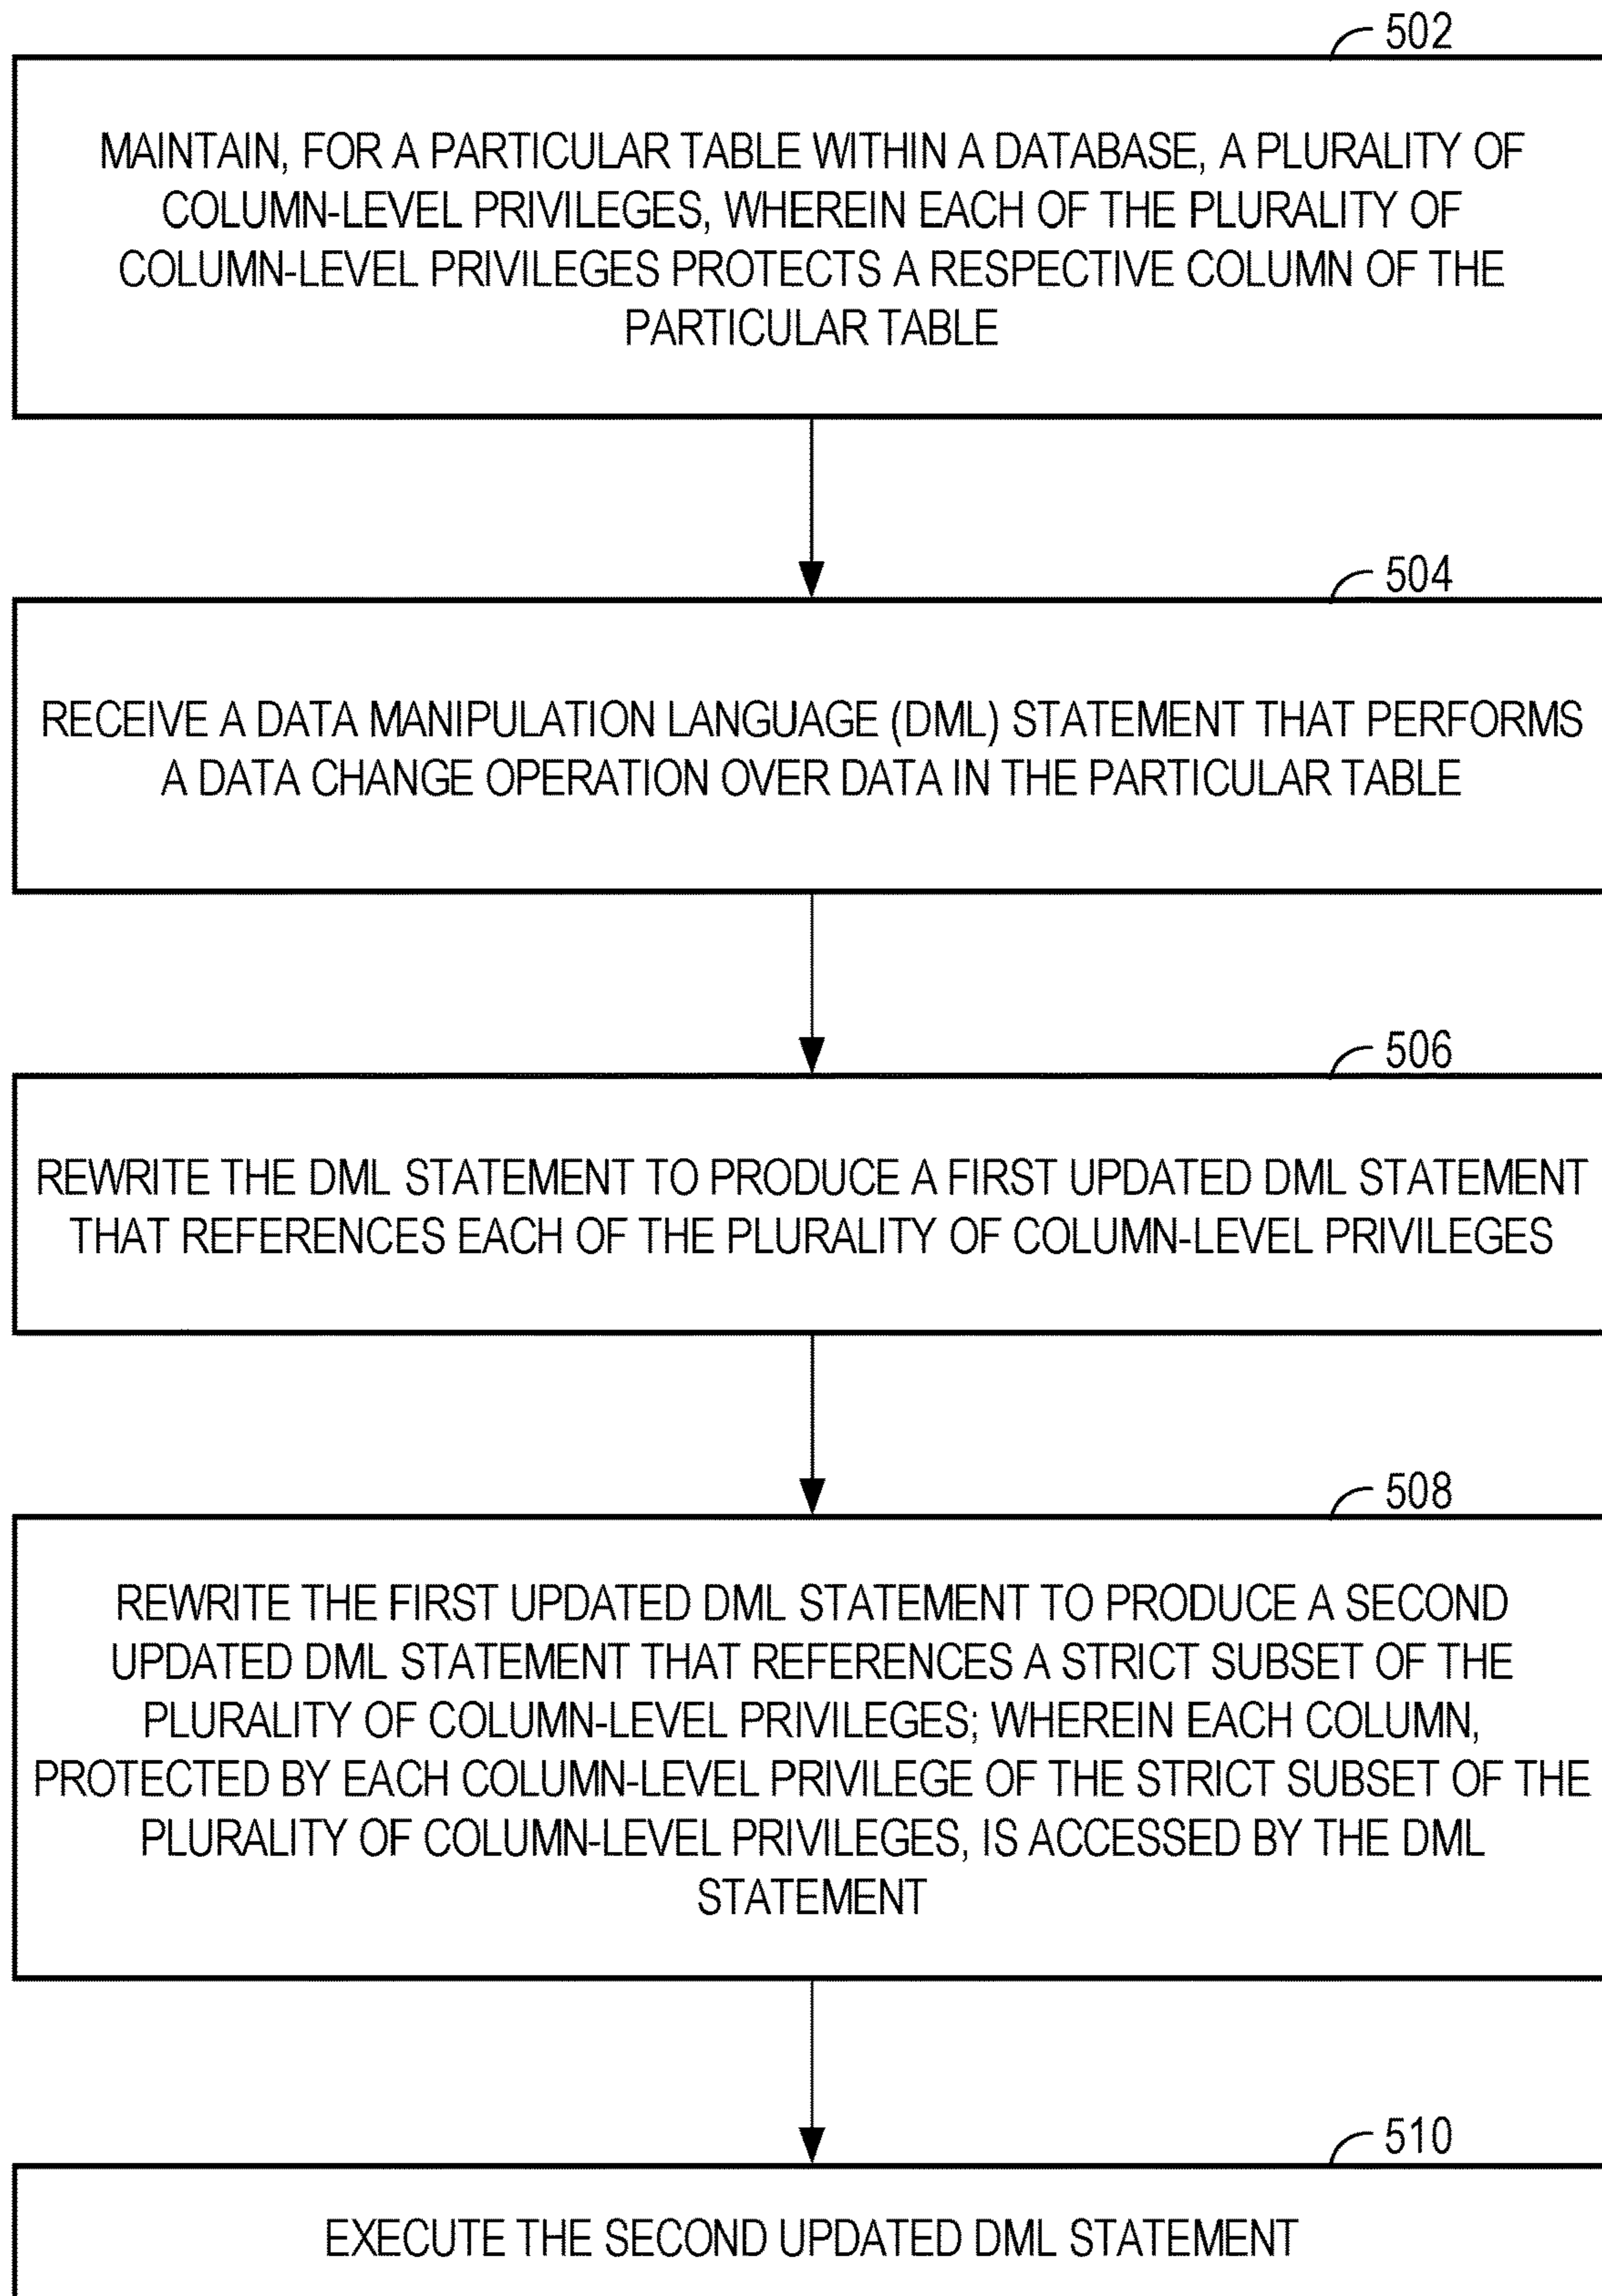 502
MAINTAIN, FOR A PARTICULAR TABLE WITHIN A DATABASE, A PLURALITY OF
COLUMN-LEVEL PRIVILEGES, WHEREIN EACH OF THE PLURALITY OF
COLUMN-LEVEL PRIVILEGES PROTECTS A RESPECTIVE COLUMN OF THE
PARTICULAR TABLE
504
RECEIVE A DATA MANIPULATION LANGUAGE (DML) STATEMENT THAT PERFORMS
A DATA CHANGE OPERATION OVER DATA IN THE PARTICULAR TABLE
506
REWRITE THE DML STATEMENT TO PRODUCE A FIRST UPDATED DML STATEMENT
THAT REFERENCES EACH OF THE PLURALITY OF COLUMN-LEVEL PRIVILEGES
508
REWRITE THE FIRST UPDATED DML STATEMENT TO PRODUCE A SECOND
UPDATED DML STATEMENT THAT REFERENCES A STRICT SUBSET OF THE
PLURALITY OF COLUMN-LEVEL PRIVILEGES; WHEREIN EACH COLUMN,
PROTECTED BY EACH COLUMN-LEVEL PRIVILEGE OF THE STRICT SUBSET OF THE
PLURALITY OF COLUMN-LEVEL PRIVILEGES, IS ACCESSED BY THE DML
STATEMENT
510
EXECUTE THE SECOND UPDATED DML STATEMENT